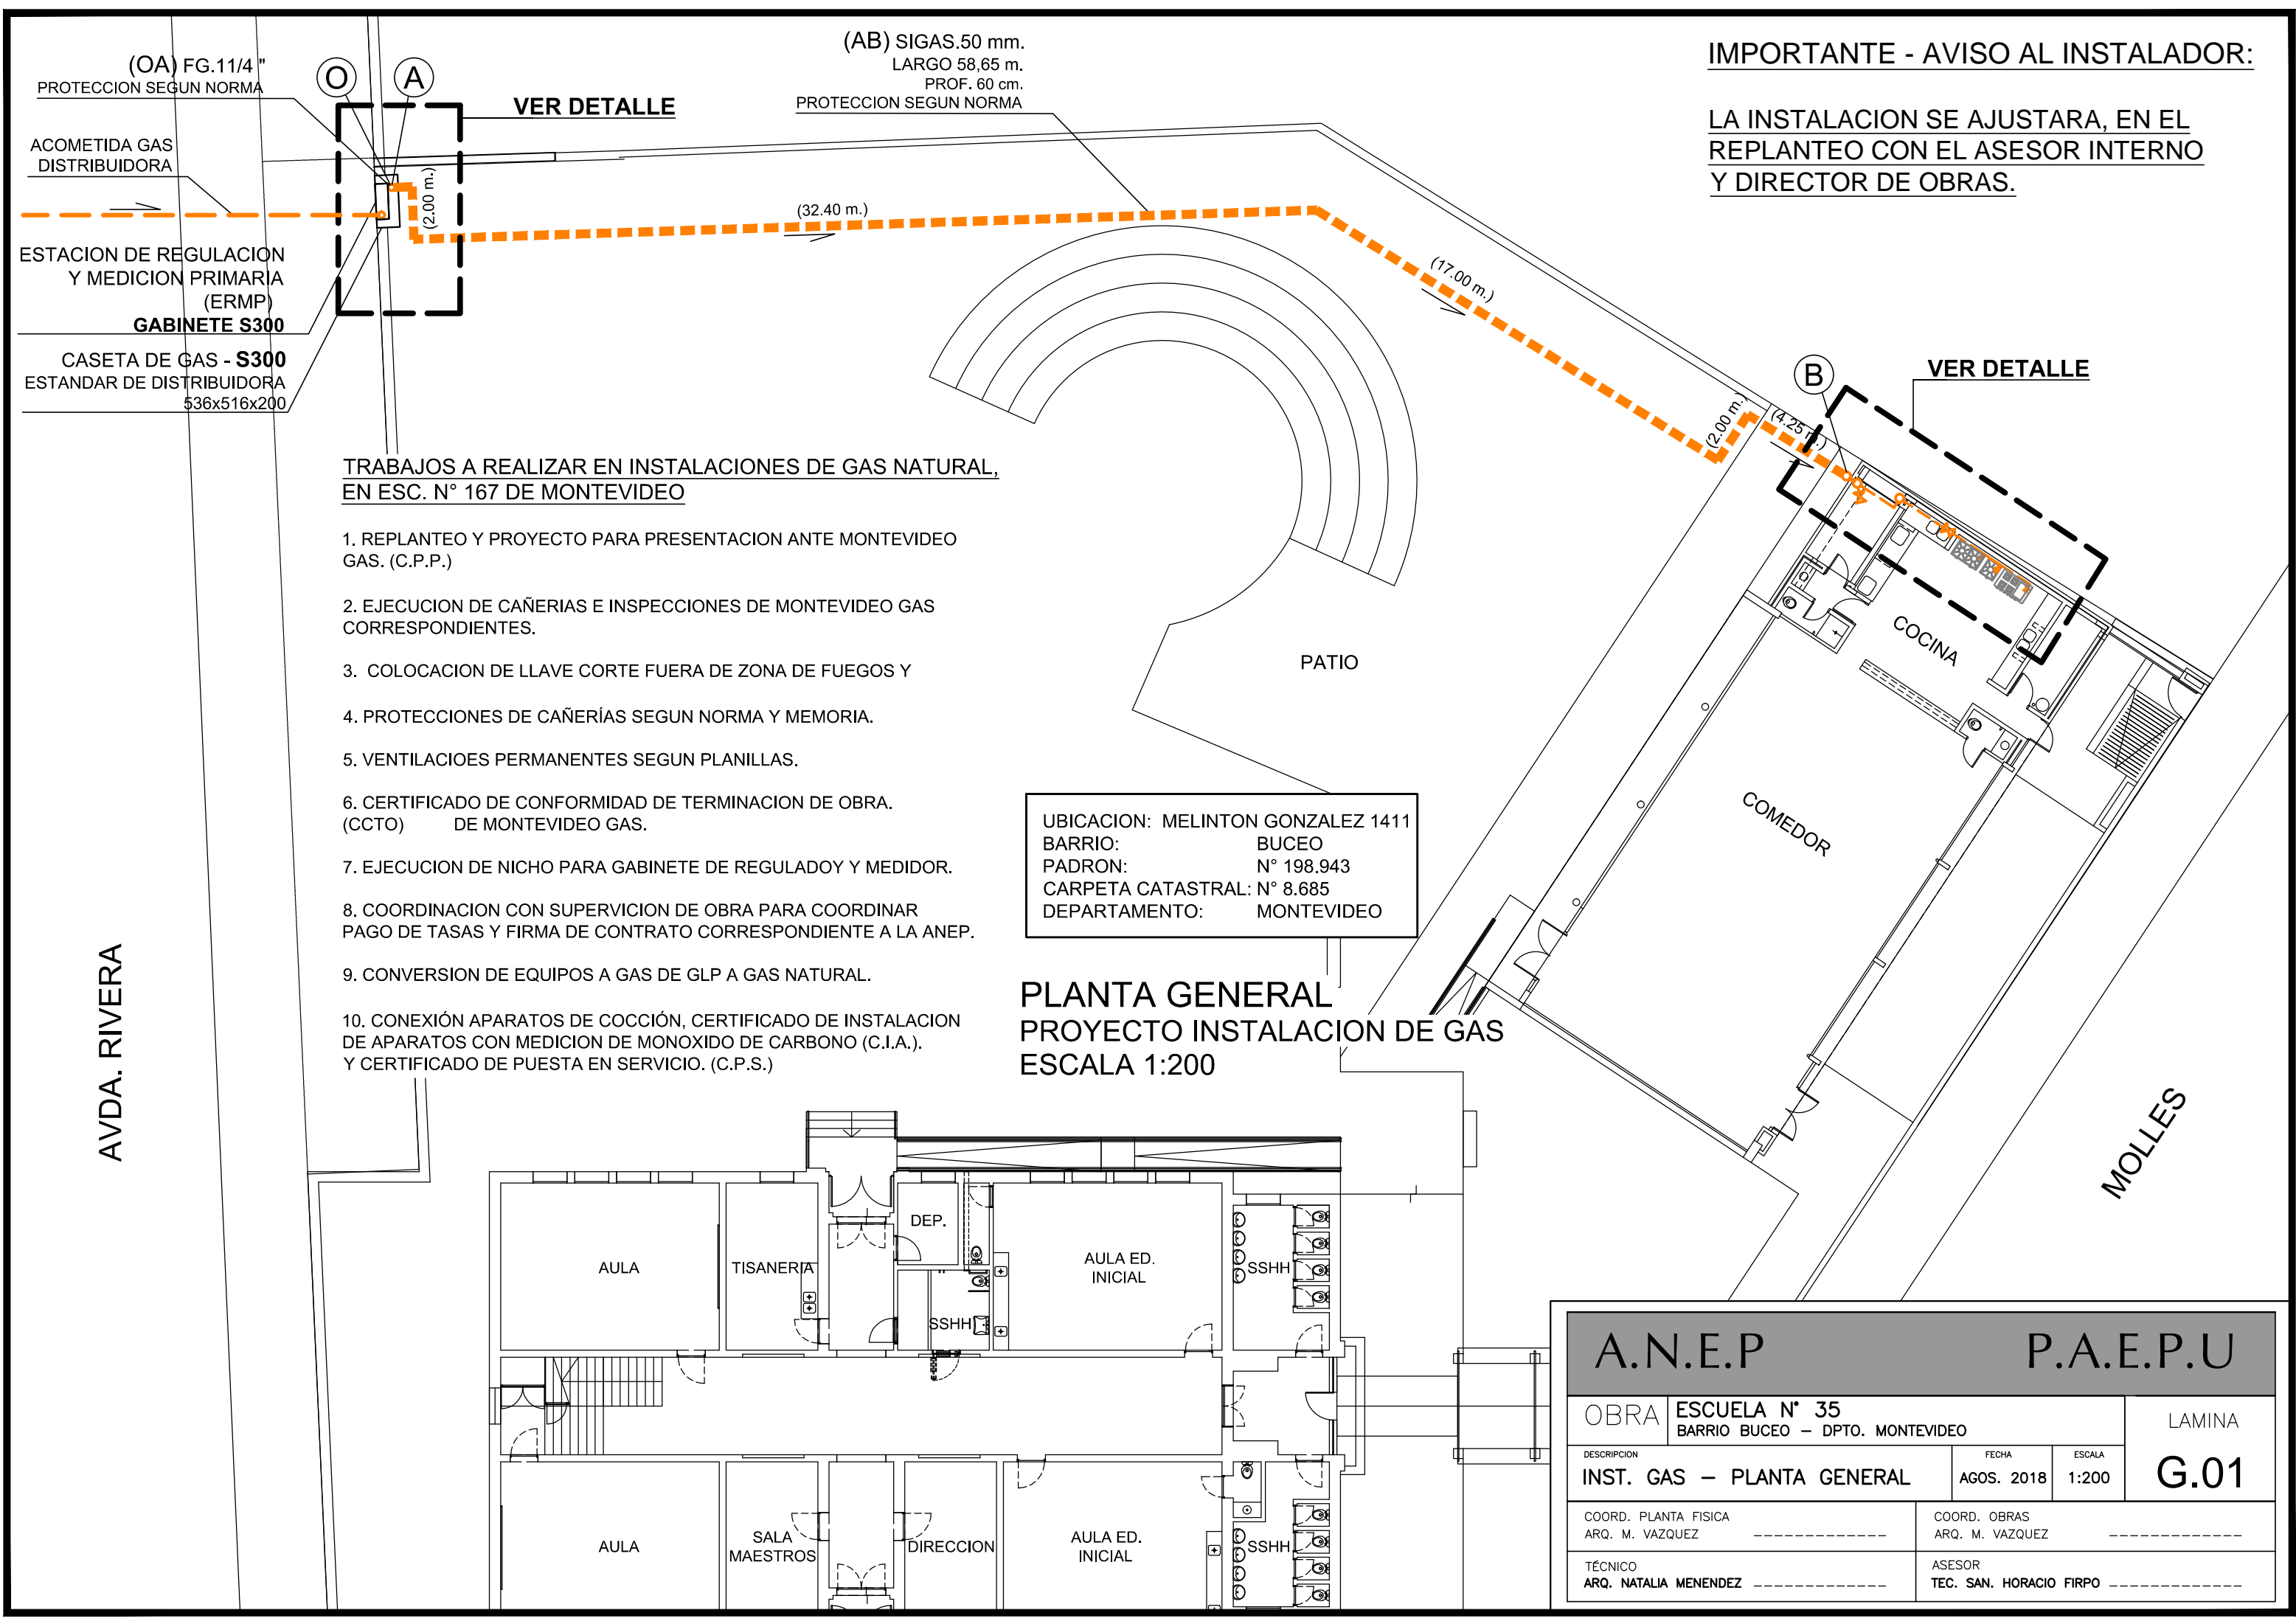 (OA) FG.11/4 "
PROTECCION SEGUN NORMA
O
A
VER DETALLE
ACOMETIDA GAS
DISTRIBUIDORA
(2.00 m.)
ESTACION DE REGULACION
Y MEDICION PRIMARIA
(ERMP)
GABINETE S300
CASETA DE GAS - S300
ESTANDAR DE DISTRIBUIDORA
536x516x200
(AB) SIGAS.50 mm.
LARGO 58,65 m.
PROF. 60 cm.
PROTECCION SEGUN NORMA
(32.40 m.)
(17.00 m.)
(2.00 m.)
(4.25 m.)
B
VER DETALLE
IMPORTANTE - AVISO AL INSTALADOR:
LA INSTALACION SE AJUSTARA, EN EL
REPLANTEO CON EL ASESOR INTERNO
Y DIRECTOR DE OBRAS.
TRABAJOS A REALIZAR EN INSTALACIONES DE GAS NATURAL,
EN ESC. N° 167 DE MONTEVIDEO
1. REPLANTEO Y PROYECTO PARA PRESENTACION ANTE MONTEVIDEO
GAS. (C.P.P.)
2. EJECUCION DE CAÑERIAS E INSPECCIONES DE MONTEVIDEO GAS
CORRESPONDIENTES.
3. COLOCACION DE LLAVE CORTE FUERA DE ZONA DE FUEGOS Y
4. PROTECCIONES DE CAÑERÍAS SEGUN NORMA Y MEMORIA.
5. VENTILACIOES PERMANENTES SEGUN PLANILLAS.
6. CERTIFICADO DE CONFORMIDAD DE TERMINACION DE OBRA.
(CCTO) DE MONTEVIDEO GAS.
7. EJECUCION DE NICHO PARA GABINETE DE REGULADOY Y MEDIDOR.
8. COORDINACION CON SUPERVICION DE OBRA PARA COORDINAR
PAGO DE TASAS Y FIRMA DE CONTRATO CORRESPONDIENTE A LA ANEP.
9. CONVERSION DE EQUIPOS A GAS DE GLP A GAS NATURAL.
10. CONEXIÓN APARATOS DE COCCIÓN, CERTIFICADO DE INSTALACION
DE APARATOS CON MEDICION DE MONOXIDO DE CARBONO (C.I.A.).
Y CERTIFICADO DE PUESTA EN SERVICIO. (C.P.S.)
PATIO
COCINA
COMEDOR
UBICACION: MELINTON GONZALEZ 1411
BARRIO: BUCEO
PADRON: N° 198.943
CARPETA CATASTRAL: N° 8.685
DEPARTAMENTO: MONTEVIDEO
PLANTA GENERAL
PROYECTO INSTALACION DE GAS
ESCALA 1:200
AVDA. RIVERA
MOLLES
AULA
TISANERIA
DEP.
SSHH
AULA ED.
INICIAL
SSHH
AULA
SALA
MAESTROS
DIRECCION
AULA ED.
INICIAL
SSHH
A.N.E.P P.A.E.P.U
OBRA
ESCUELA N° 35
BARRIO BUCEO – DPTO. MONTEVIDEO
LAMINA
G.01
DESCRIPCION
INST. GAS – PLANTA GENERAL
FECHA
AGOS. 2018
ESCALA
1:200
COORD. PLANTA FISICA
ARQ. M. VAZQUEZ
COORD. OBRAS
ARQ. M. VAZQUEZ
TÉCNICO
ARQ. NATALIA MENENDEZ
ASESOR
TEC. SAN. HORACIO FIRPO